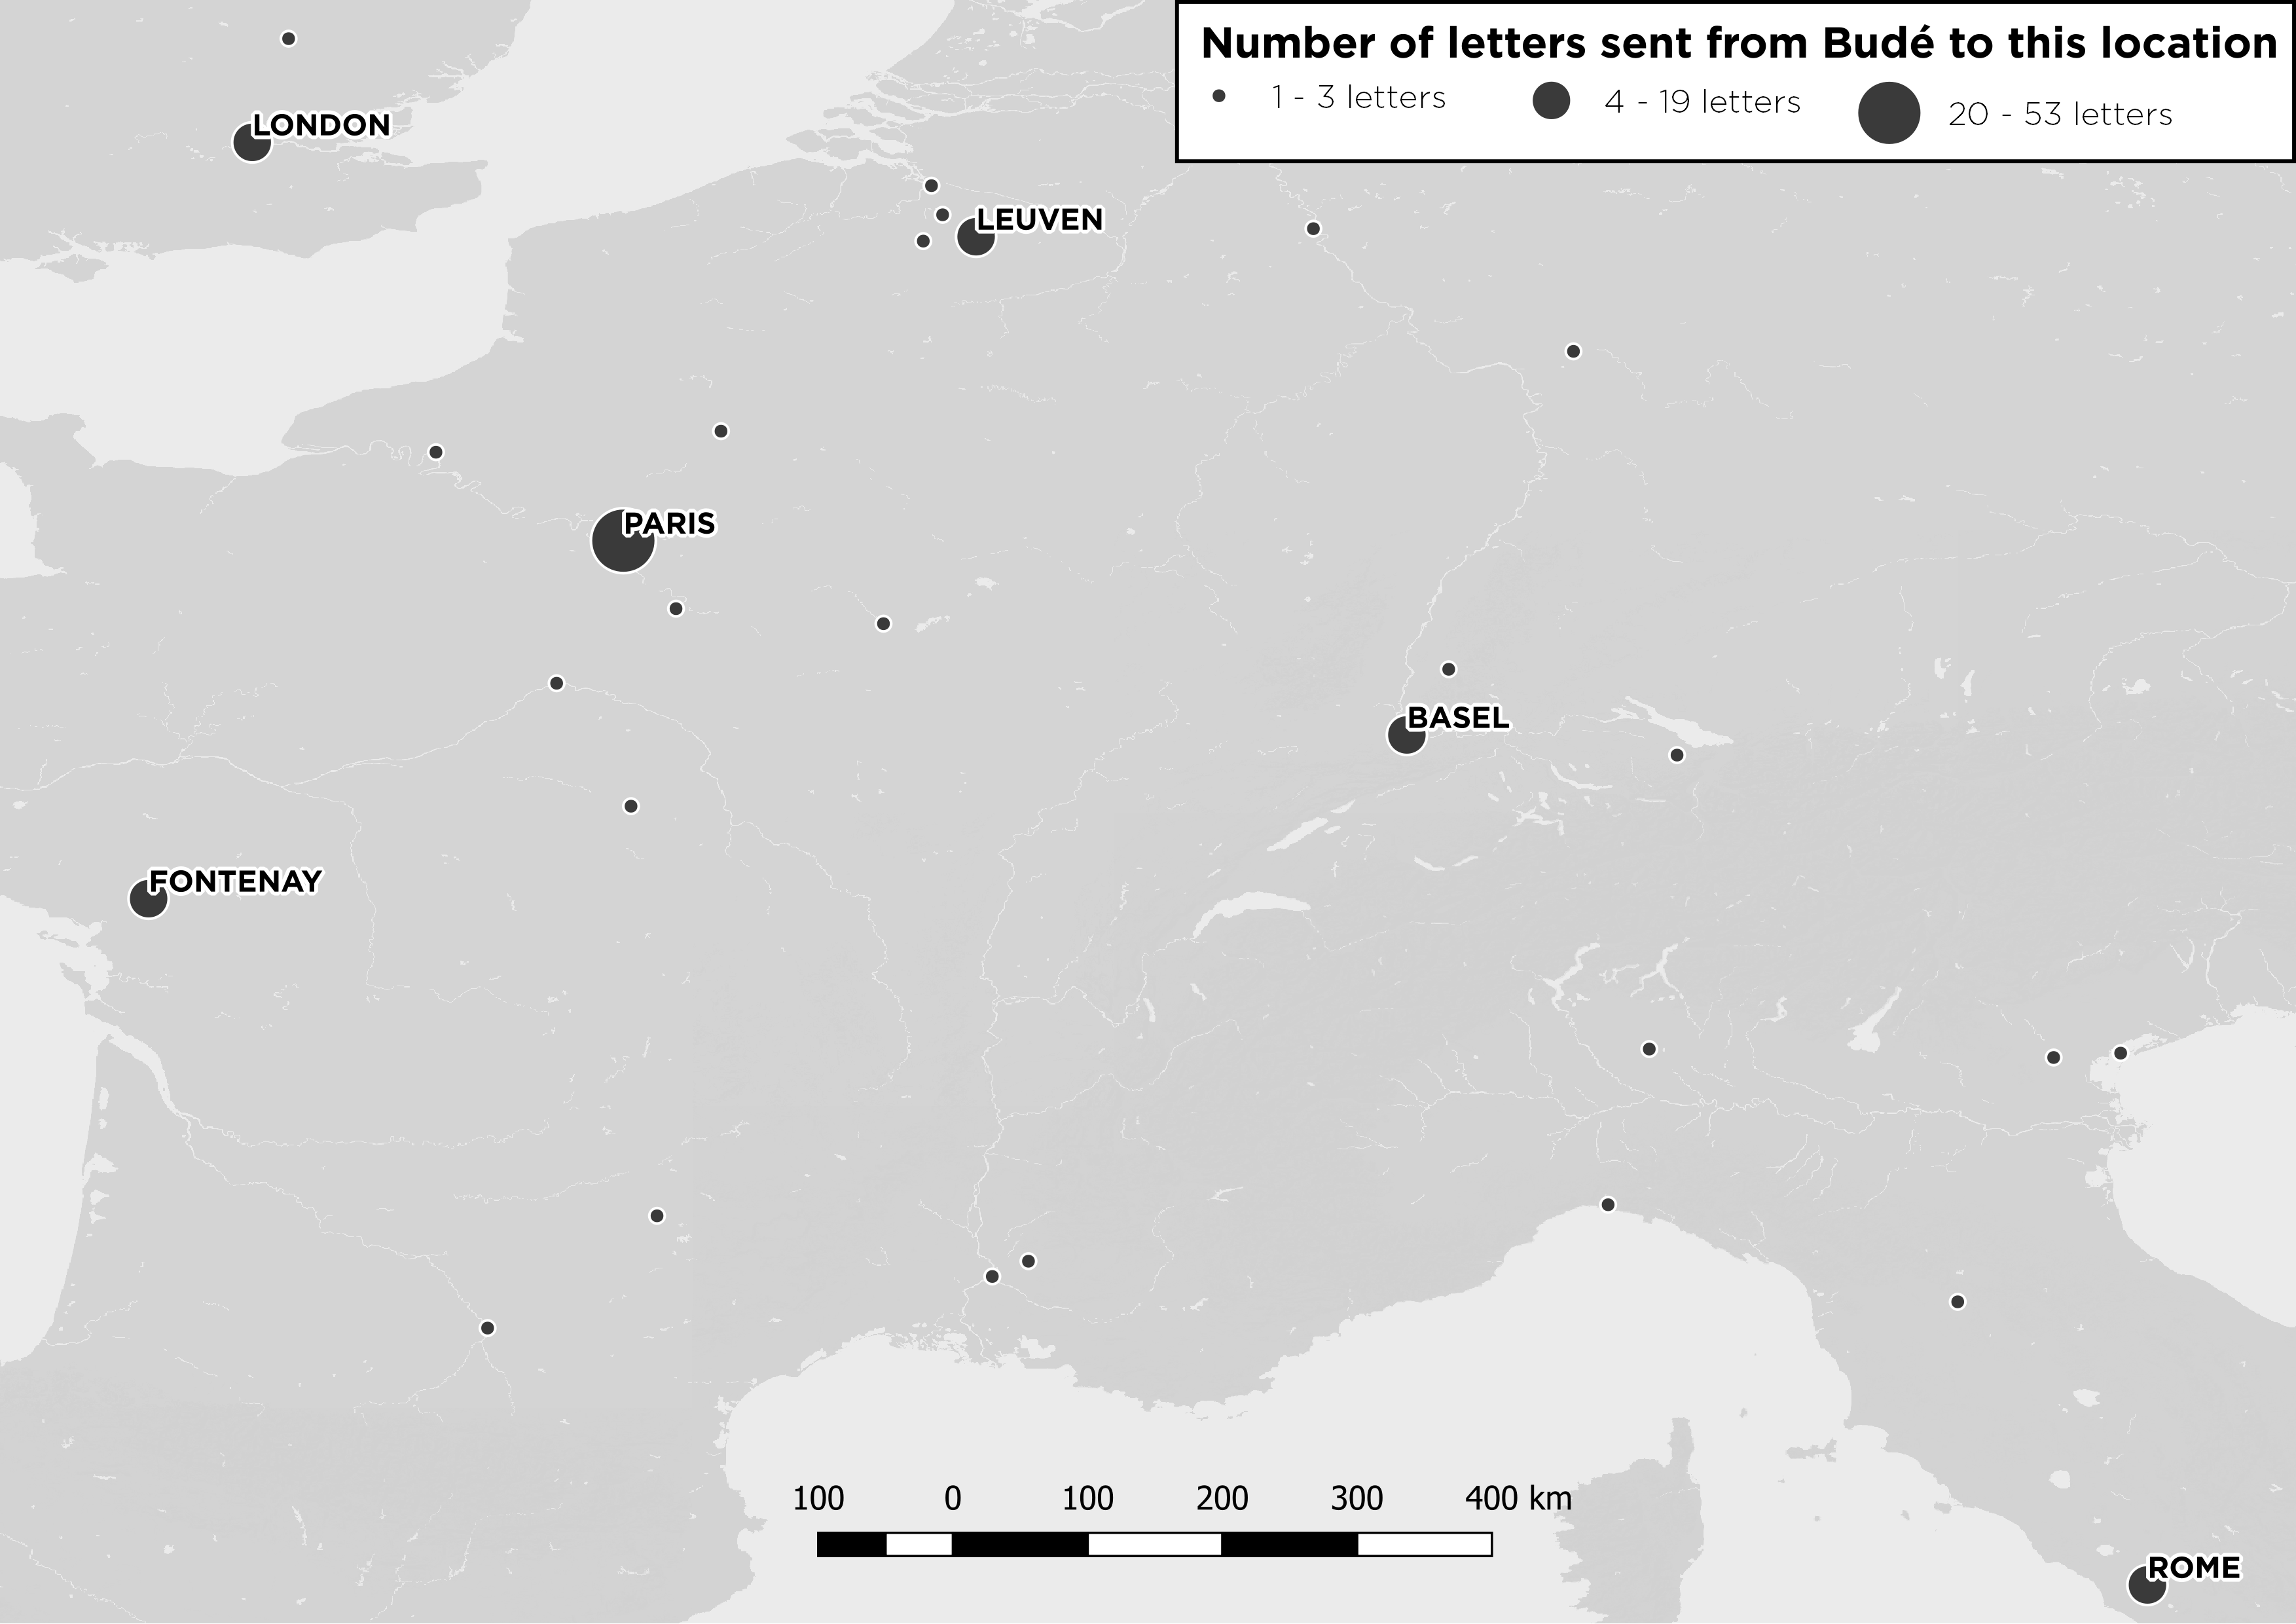 Number of letters sent from Budé to this location
1 - 3 letters 4 - 19 letters 20 - 53 letters
LONDON
LEUVEN
PARIS
BASEL
FONTENAY
100 0 100 200 300 400 km
ROME